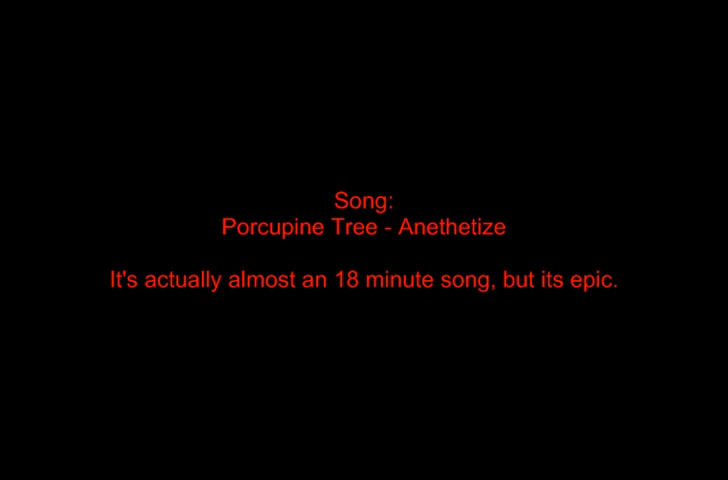 Song:
Porcupine Tree - Anethetize
It's actually almost an 18 minute song, but its epic.